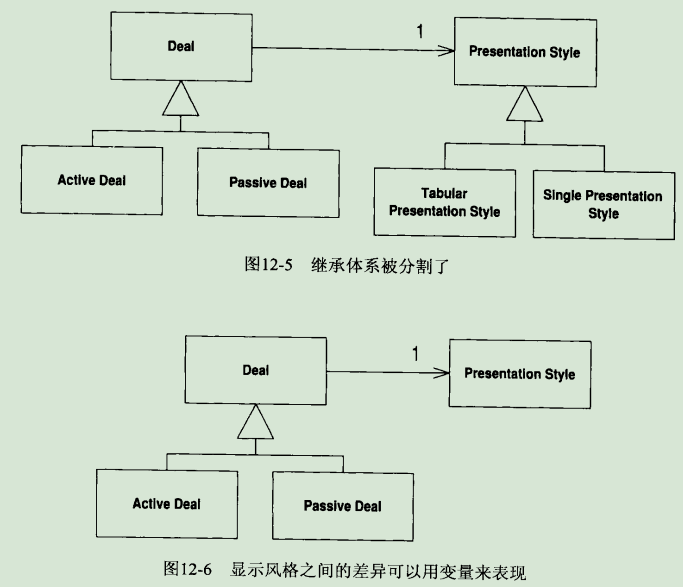 Deal
1
Presentation Style
Active Deal
Passive Deal
Tabular
Presentation Style
Single Presentation
Style
图12-5 继承体系被分割了
Deal
1
Presentation Style
Active Deal
Passive Deal
图12-6 显示风格之间的差异可以用变量来表现